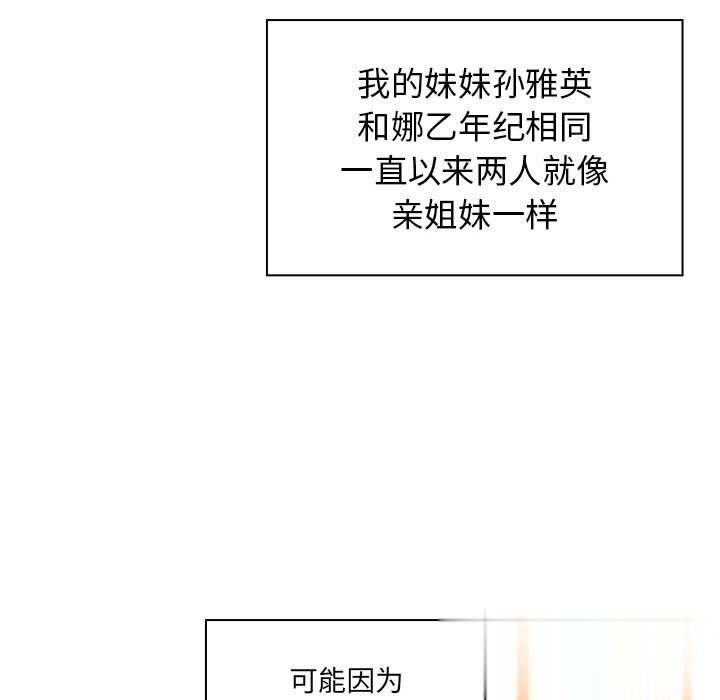 我的妹妹孙雅英
和娜乙年纪相同
一直以来两人就像
亲姐妹一样
可能因为